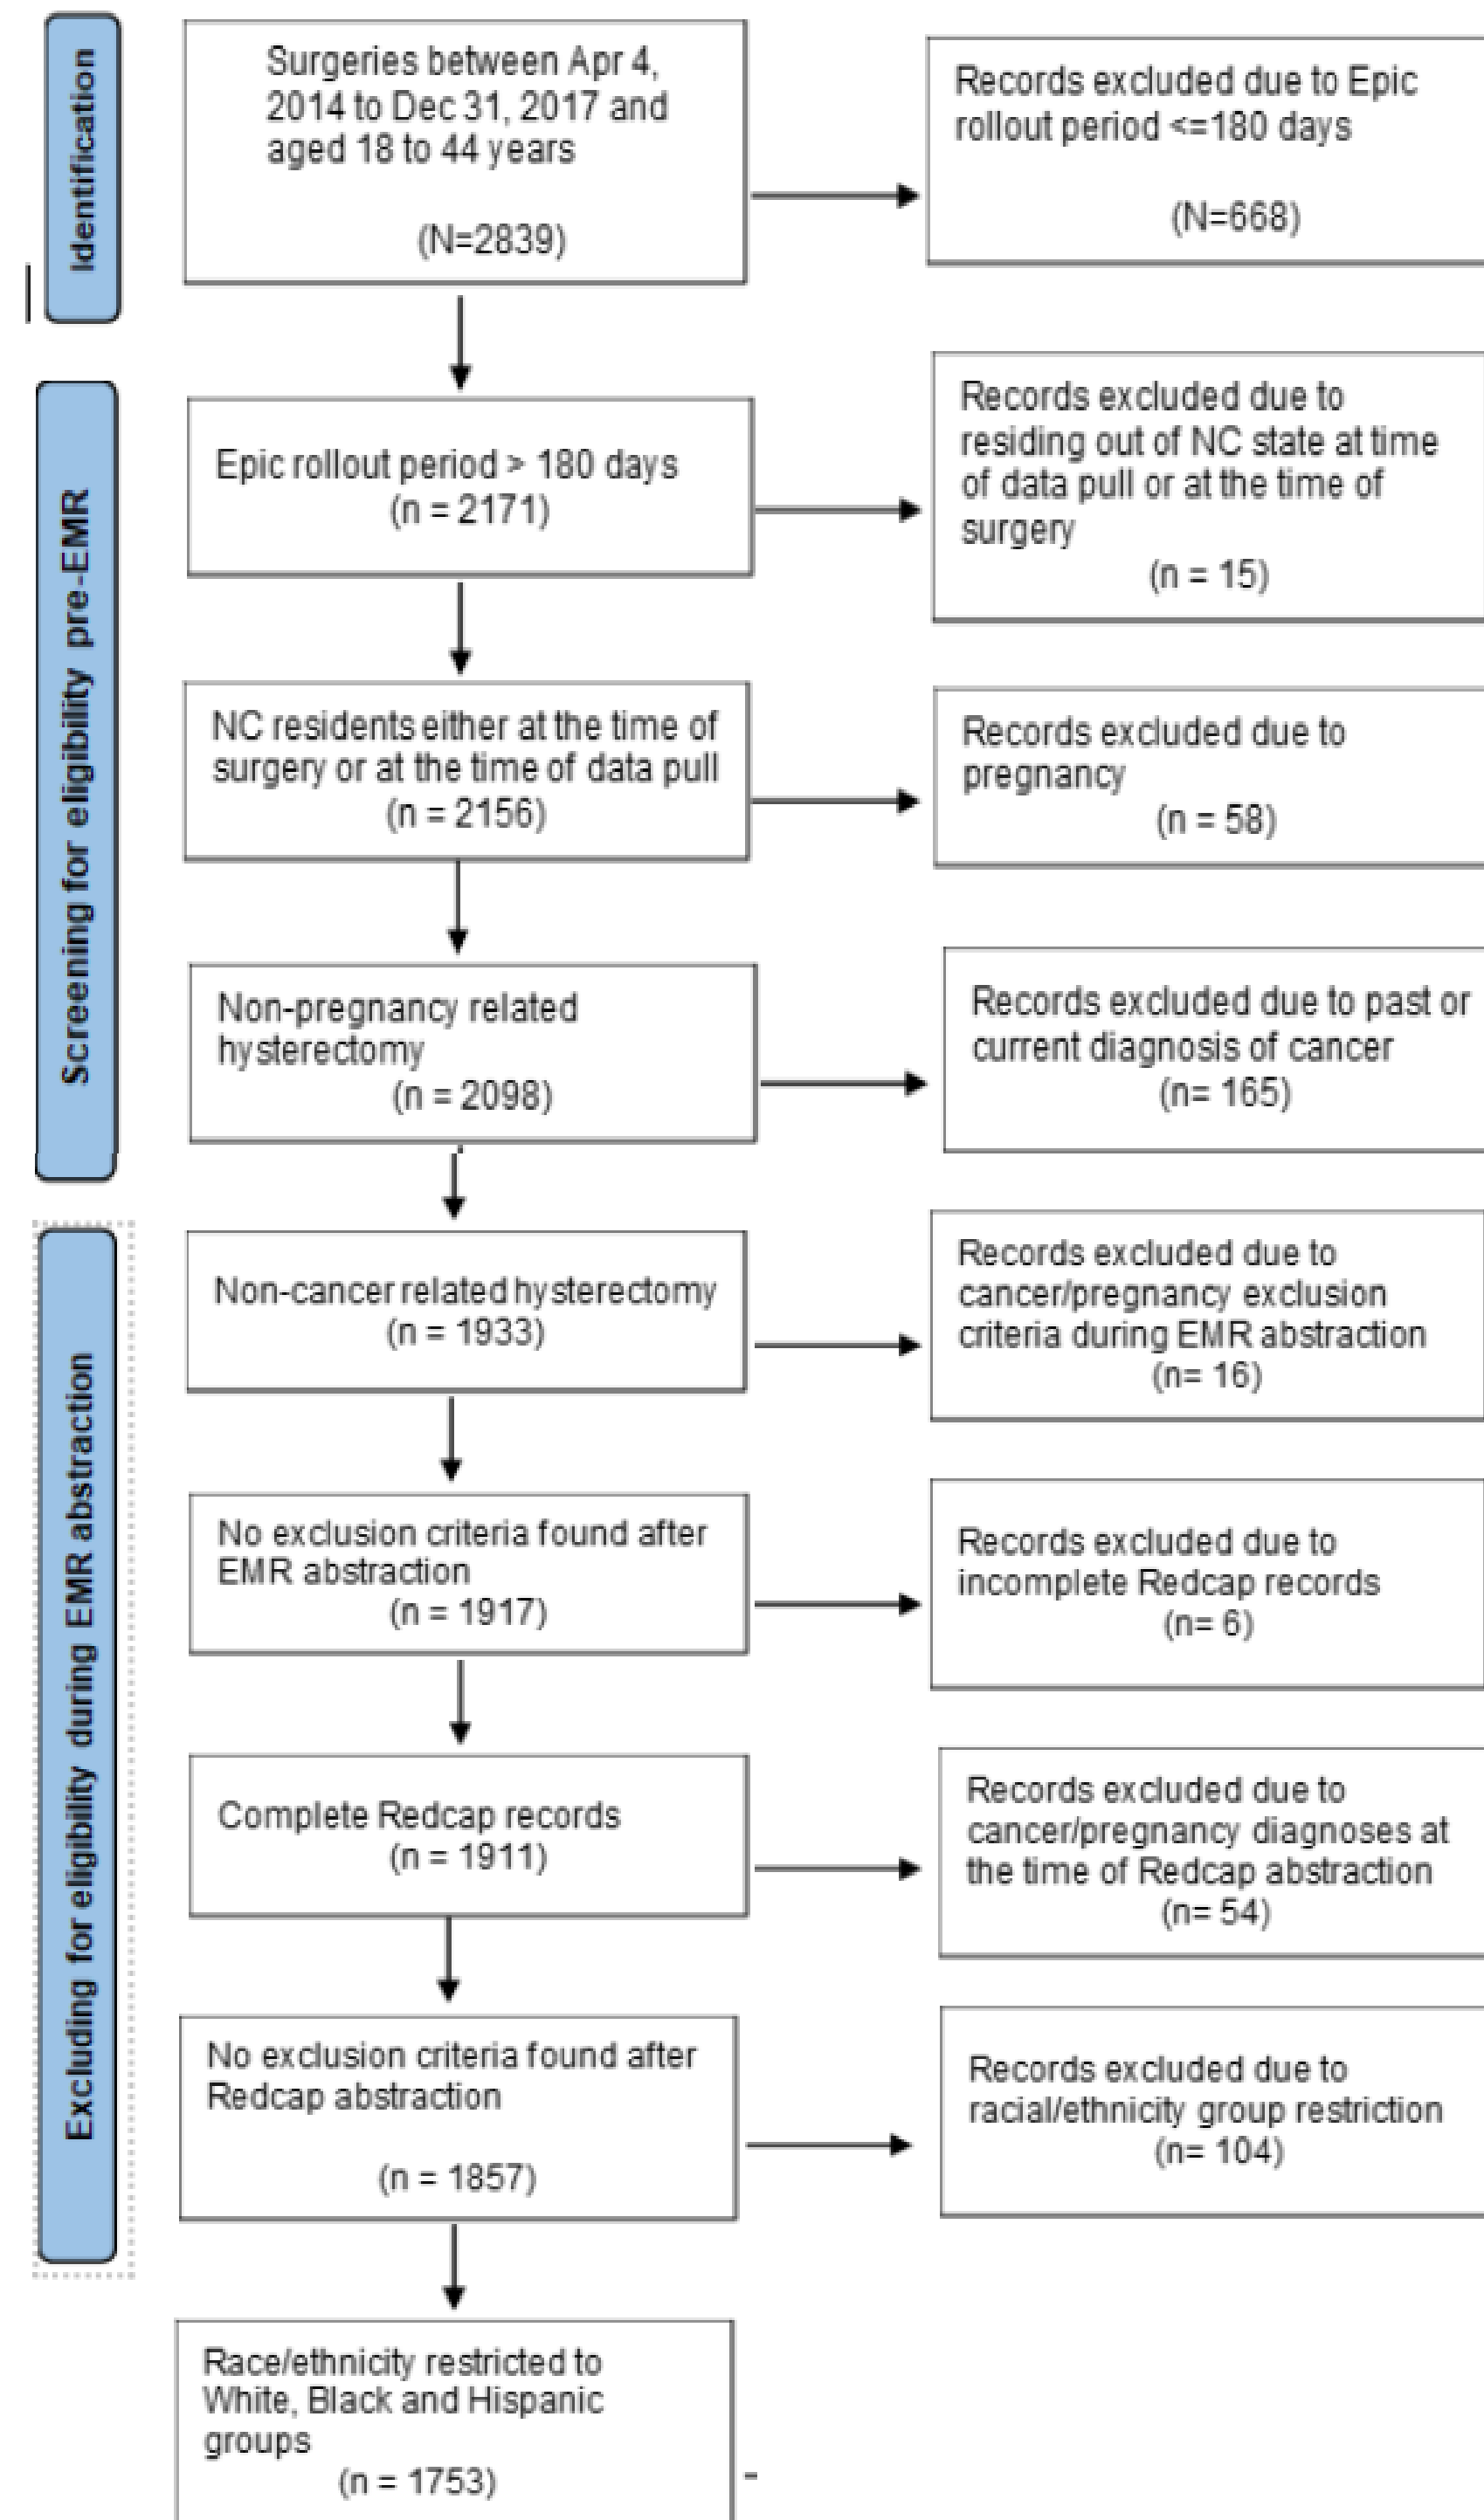 Identification
Surgeries between Apr 4,
2014 to Dec 31, 2017 and
aged 18 to 44 years
(N=2839)
Records excluded due to Epic
rollout period <=180 days
(N=668)
Screening for eligibility pre-EMR
Epic rollout period > 180 days
(n = 2171)
Records excluded due to
residing out of NC state at time
of data pull or at the time of
surgery
(n = 15)
NC residents either at the time of
surgery or at the time of data pull
(n = 2156)
Records excluded due to
pregnancy
(n = 58)
Non-pregnancy related
hysterectomy
(n = 2098)
Records excluded due to past or
current diagnosis of cancer
(n= 165)
Excluding for eligibility during EMR abstraction
Non-cancer related hysterectomy
(n = 1933)
Records excluded due to
cancer/pregnancy exclusion
criteria during EMR abstraction
(n= 16)
No exclusion criteria found after
EMR abstraction
(n = 1917)
Records excluded due to
incomplete Redcap records
(n= 6)
Complete Redcap records
(n = 1911)
Records excluded due to
cancer/pregnancy diagnoses at
the time of Redcap abstraction
(n= 54)
No exclusion criteria found after
Redcap abstraction
(n = 1857)
Records excluded due to
racial/ethnicity group restriction
(n= 104)
Race/ethnicity restricted to
White, Black and Hispanic
groups
(n = 1753)